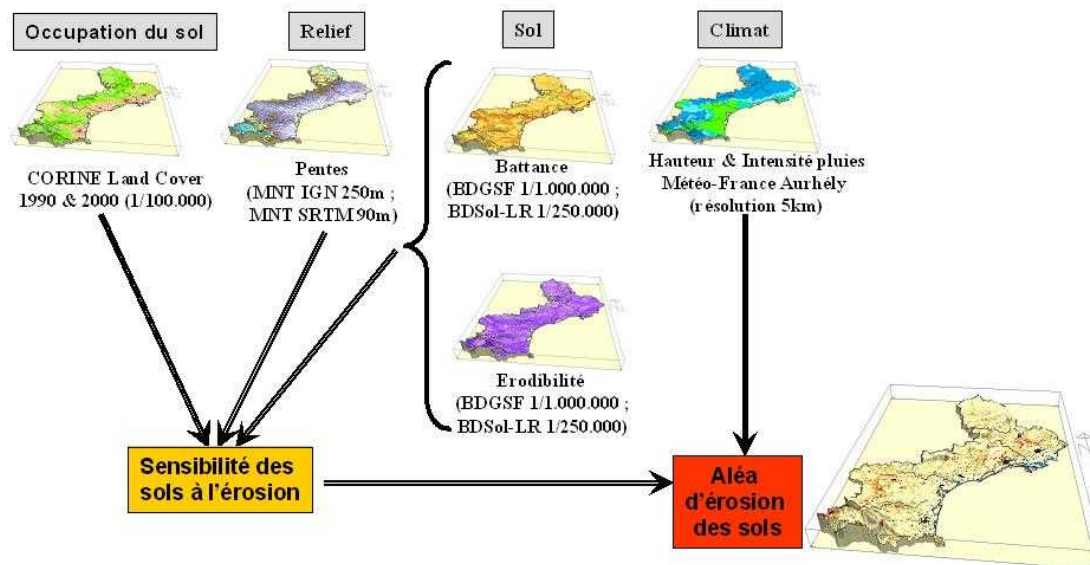 Occupation du sol
Relief
Sol
Climat
CORINE Land Cover
1990 & 2000 (1/100.000)
Pentes
(MNT IGN 250m ;
MNT SRTM 90m)
Battance
(BDGSF 1/1.000.000 ;
BDSol-LR 1/250.000)
Hauteur & Intensité pluies
Météo-France Aurhély
(résolution 5km)
Erodibilité
(BDGSF 1/1.000.000 ;
BDSol-LR 1/250.000)
Sensibilité des
sols à l'érosion
Aléa
d'érosion
des sols